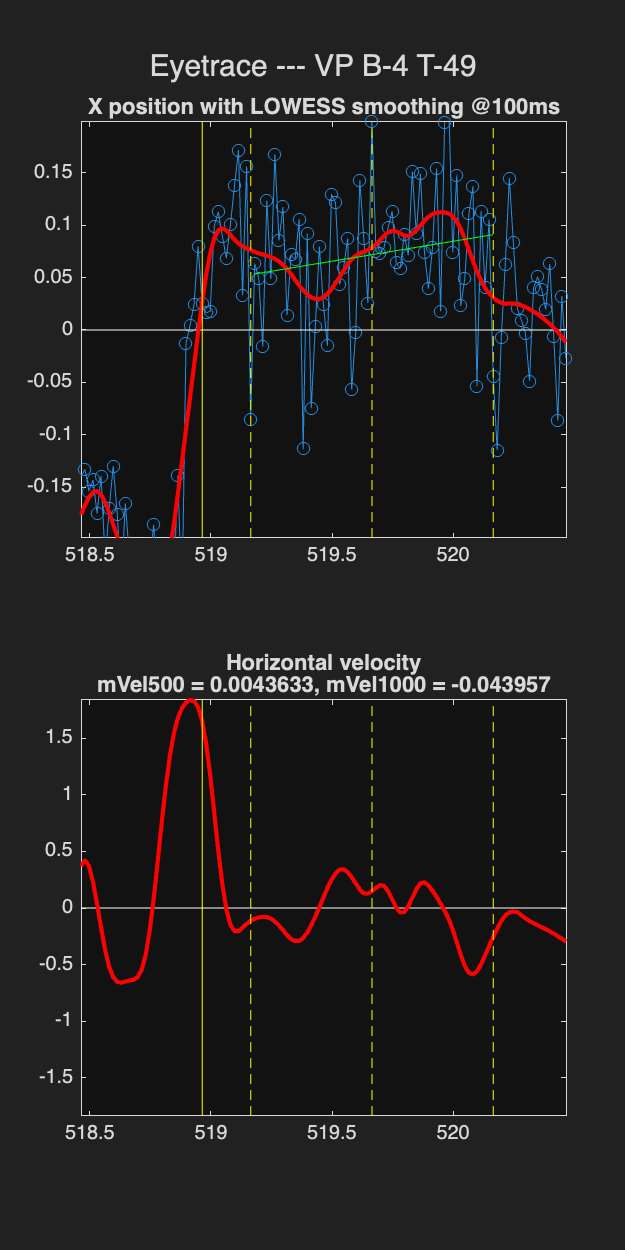 Eyetrace --- VP B-4 T-49
X position with LOWESS smoothing @100ms
0.15
0.1
0.05
0
-0.05
-0.1
-0.15
518.5 519 519.5 520
Horizontal velocity
mVel500 = 0.0043633, mVel1000 = -0.043957
1.5
1
0.5
0
-0.5
-1
-1.5
518.5 519 519.5 520